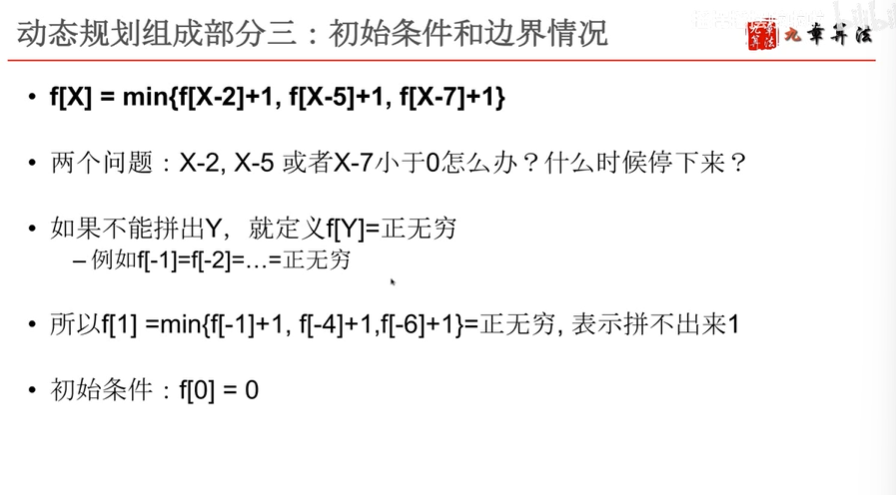 动态规划组成部分三：初始条件和边界情况
九章算法
• f[X] = min{f[X-2]+1, f[X-5]+1, f[X-7]+1}
• 两个问题：X-2, X-5 或者X-7小于0怎么办？什么时候停下来？
• 如果不能拼出Y，就定义f[Y]=正无穷
– 例如f[-1]=f[-2]=…=正无穷
• 所以f[1] =min{f[-1]+1, f[-4]+1,f[-6]+1}=正无穷, 表示拼不出来1
• 初始条件：f[0] = 0